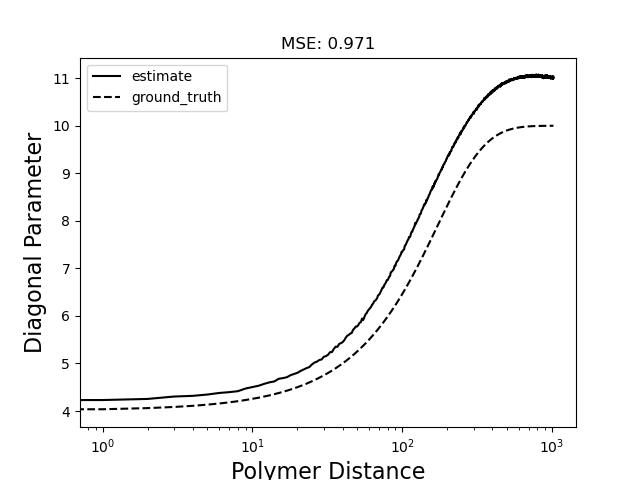 MSE: 0.971
estimate
ground_truth
Diagonal Parameter
11
10
9
8
7
6
5
4
10⁰
10¹
10²
10³
Polymer Distance